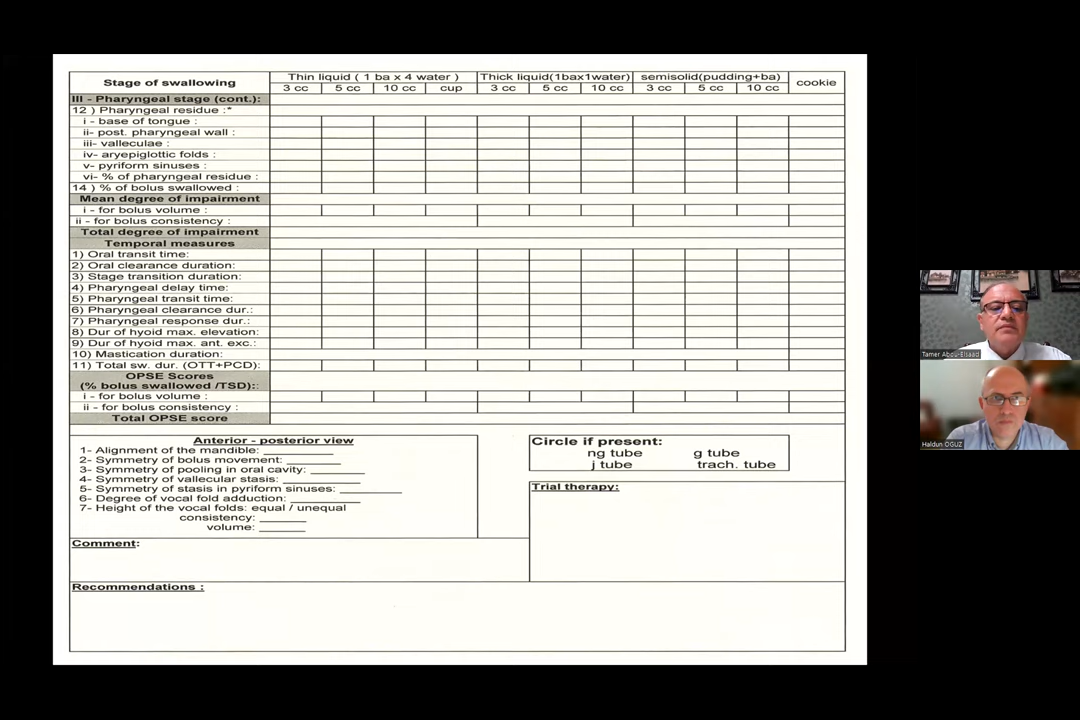 Stage of swallowing Thin liquid ( 1 ba x 4 water ) Thick liquid(1bax1water) semisolid(pudding+ba) cookie
3 cc 5 cc 10 cc cup 3 cc 5 cc 10 cc 3 cc 5 cc 10 cc
III - Pharyngeal stage (cont.):
12 ) Pharyngeal residue :*
i - base of tongue :
ii- post. pharyngeal wall :
iii- valleculae :
iv- aryepiglottic folds :
v- pyriform sinuses :
vi- % of pharyngeal residue :
14 ) % of bolus swallowed :
Mean degree of impairment
i - for bolus volume :
ii - for bolus consistency :
Total degree of impairment
Temporal measures
1) Oral transit time:
2) Oral clearance duration:
3) Stage transition duration:
4) Pharyngeal delay time:
5) Pharyngeal transit time:
6) Pharyngeal clearance dur.:
7) Pharyngeal response dur.:
8) Dur of hyoid max. elevation:
9) Dur of hyoid max. ant. exc.:
10) Mastication duration:
11) Total sw. dur. (OTT+PCD):
OPSE Scores
(% bolus swallowed /TSD)::
i - for bolus volume :
ii - for bolus consistency :
Total OPSE score
Anterior - posterior view
1- Alignment of the mandible:
2- Symmetry of bolus movement:
3- Symmetry of pooling in oral cavity:
4- Symmetry of vallecular stasis:
5- Symmetry of stasis in pyriform sinuses:
6- Degree of vocal fold adduction:
7- Height of the vocal folds: equal / unequal
consistency:
volume:
Circle if present:
ng tube g tube
j tube trach. tube
Trial therapy:
Comment:
Recommendations :
Tamer Abou-Elsaad
Haldun OGUZ